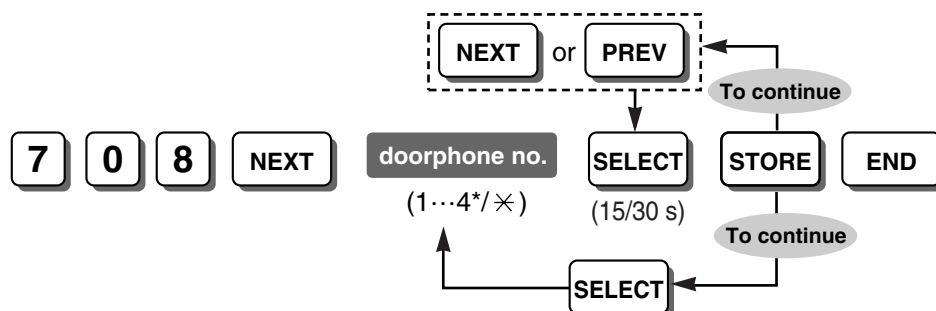 NEXT or PREV
To continue
7 0 8 NEXT doorphone no. SELECT STORE END
(1···4*/✳) (15/30 s)
To continue
SELECT